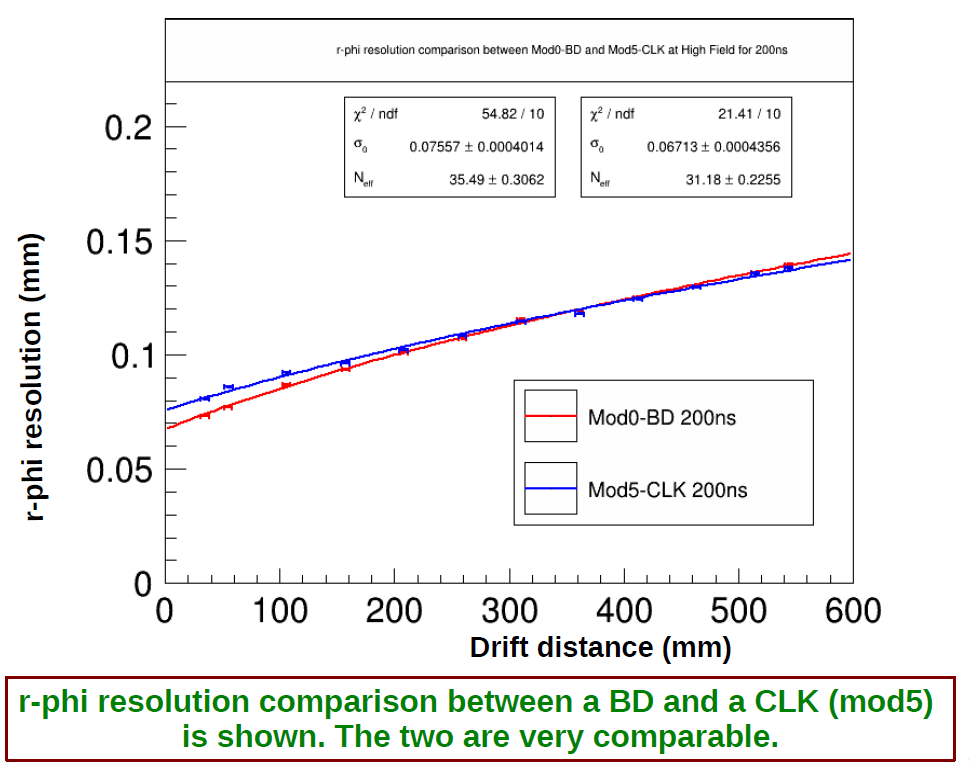 r-phi resolution comparison between Mod0-BD and Mod5-CLK at High Field for 200ns
χ² / ndf 54.82 / 10
σ₀ 0.07557 ± 0.0004014
N_eff 35.49 ± 0.3062
χ² / ndf 21.41 / 10
σ₀ 0.06713 ± 0.0004356
N_eff 31.18 ± 0.2255
r-phi resolution (mm)
0.2
0.15
0.1
0.05
0
Mod0-BD 200ns
Mod5-CLK 200ns
0 100 200 300 400 500 600
Drift distance (mm)
r-phi resolution comparison between a BD and a CLK (mod5)
is shown. The two are very comparable.